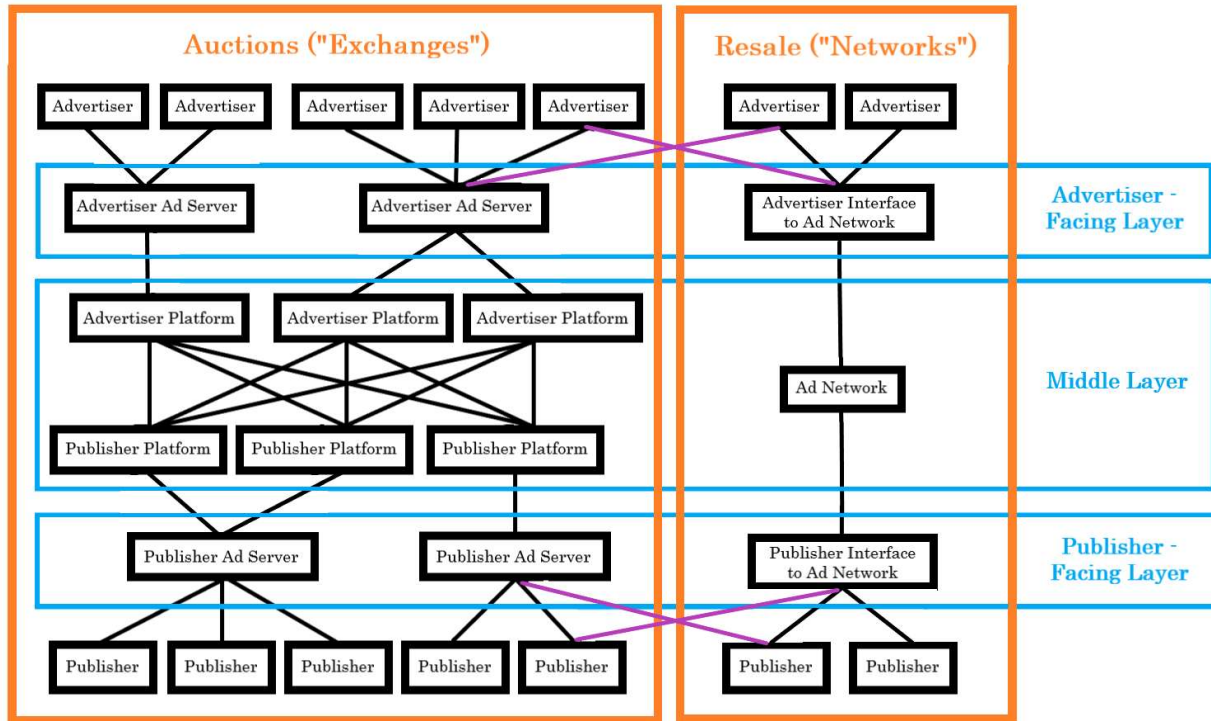 Auctions ("Exchanges")
Resale ("Networks")
Advertiser
Advertiser
Advertiser
Advertiser
Advertiser
Advertiser
Advertiser
Advertiser Ad Server
Advertiser Ad Server
Advertiser Interface
to Ad Network
Advertiser -
Facing Layer
Advertiser Platform
Advertiser Platform
Advertiser Platform
Ad Network
Middle Layer
Publisher Platform
Publisher Platform
Publisher Platform
Publisher Ad Server
Publisher Ad Server
Publisher Interface
to Ad Network
Publisher -
Facing Layer
Publisher
Publisher
Publisher
Publisher
Publisher
Publisher
Publisher